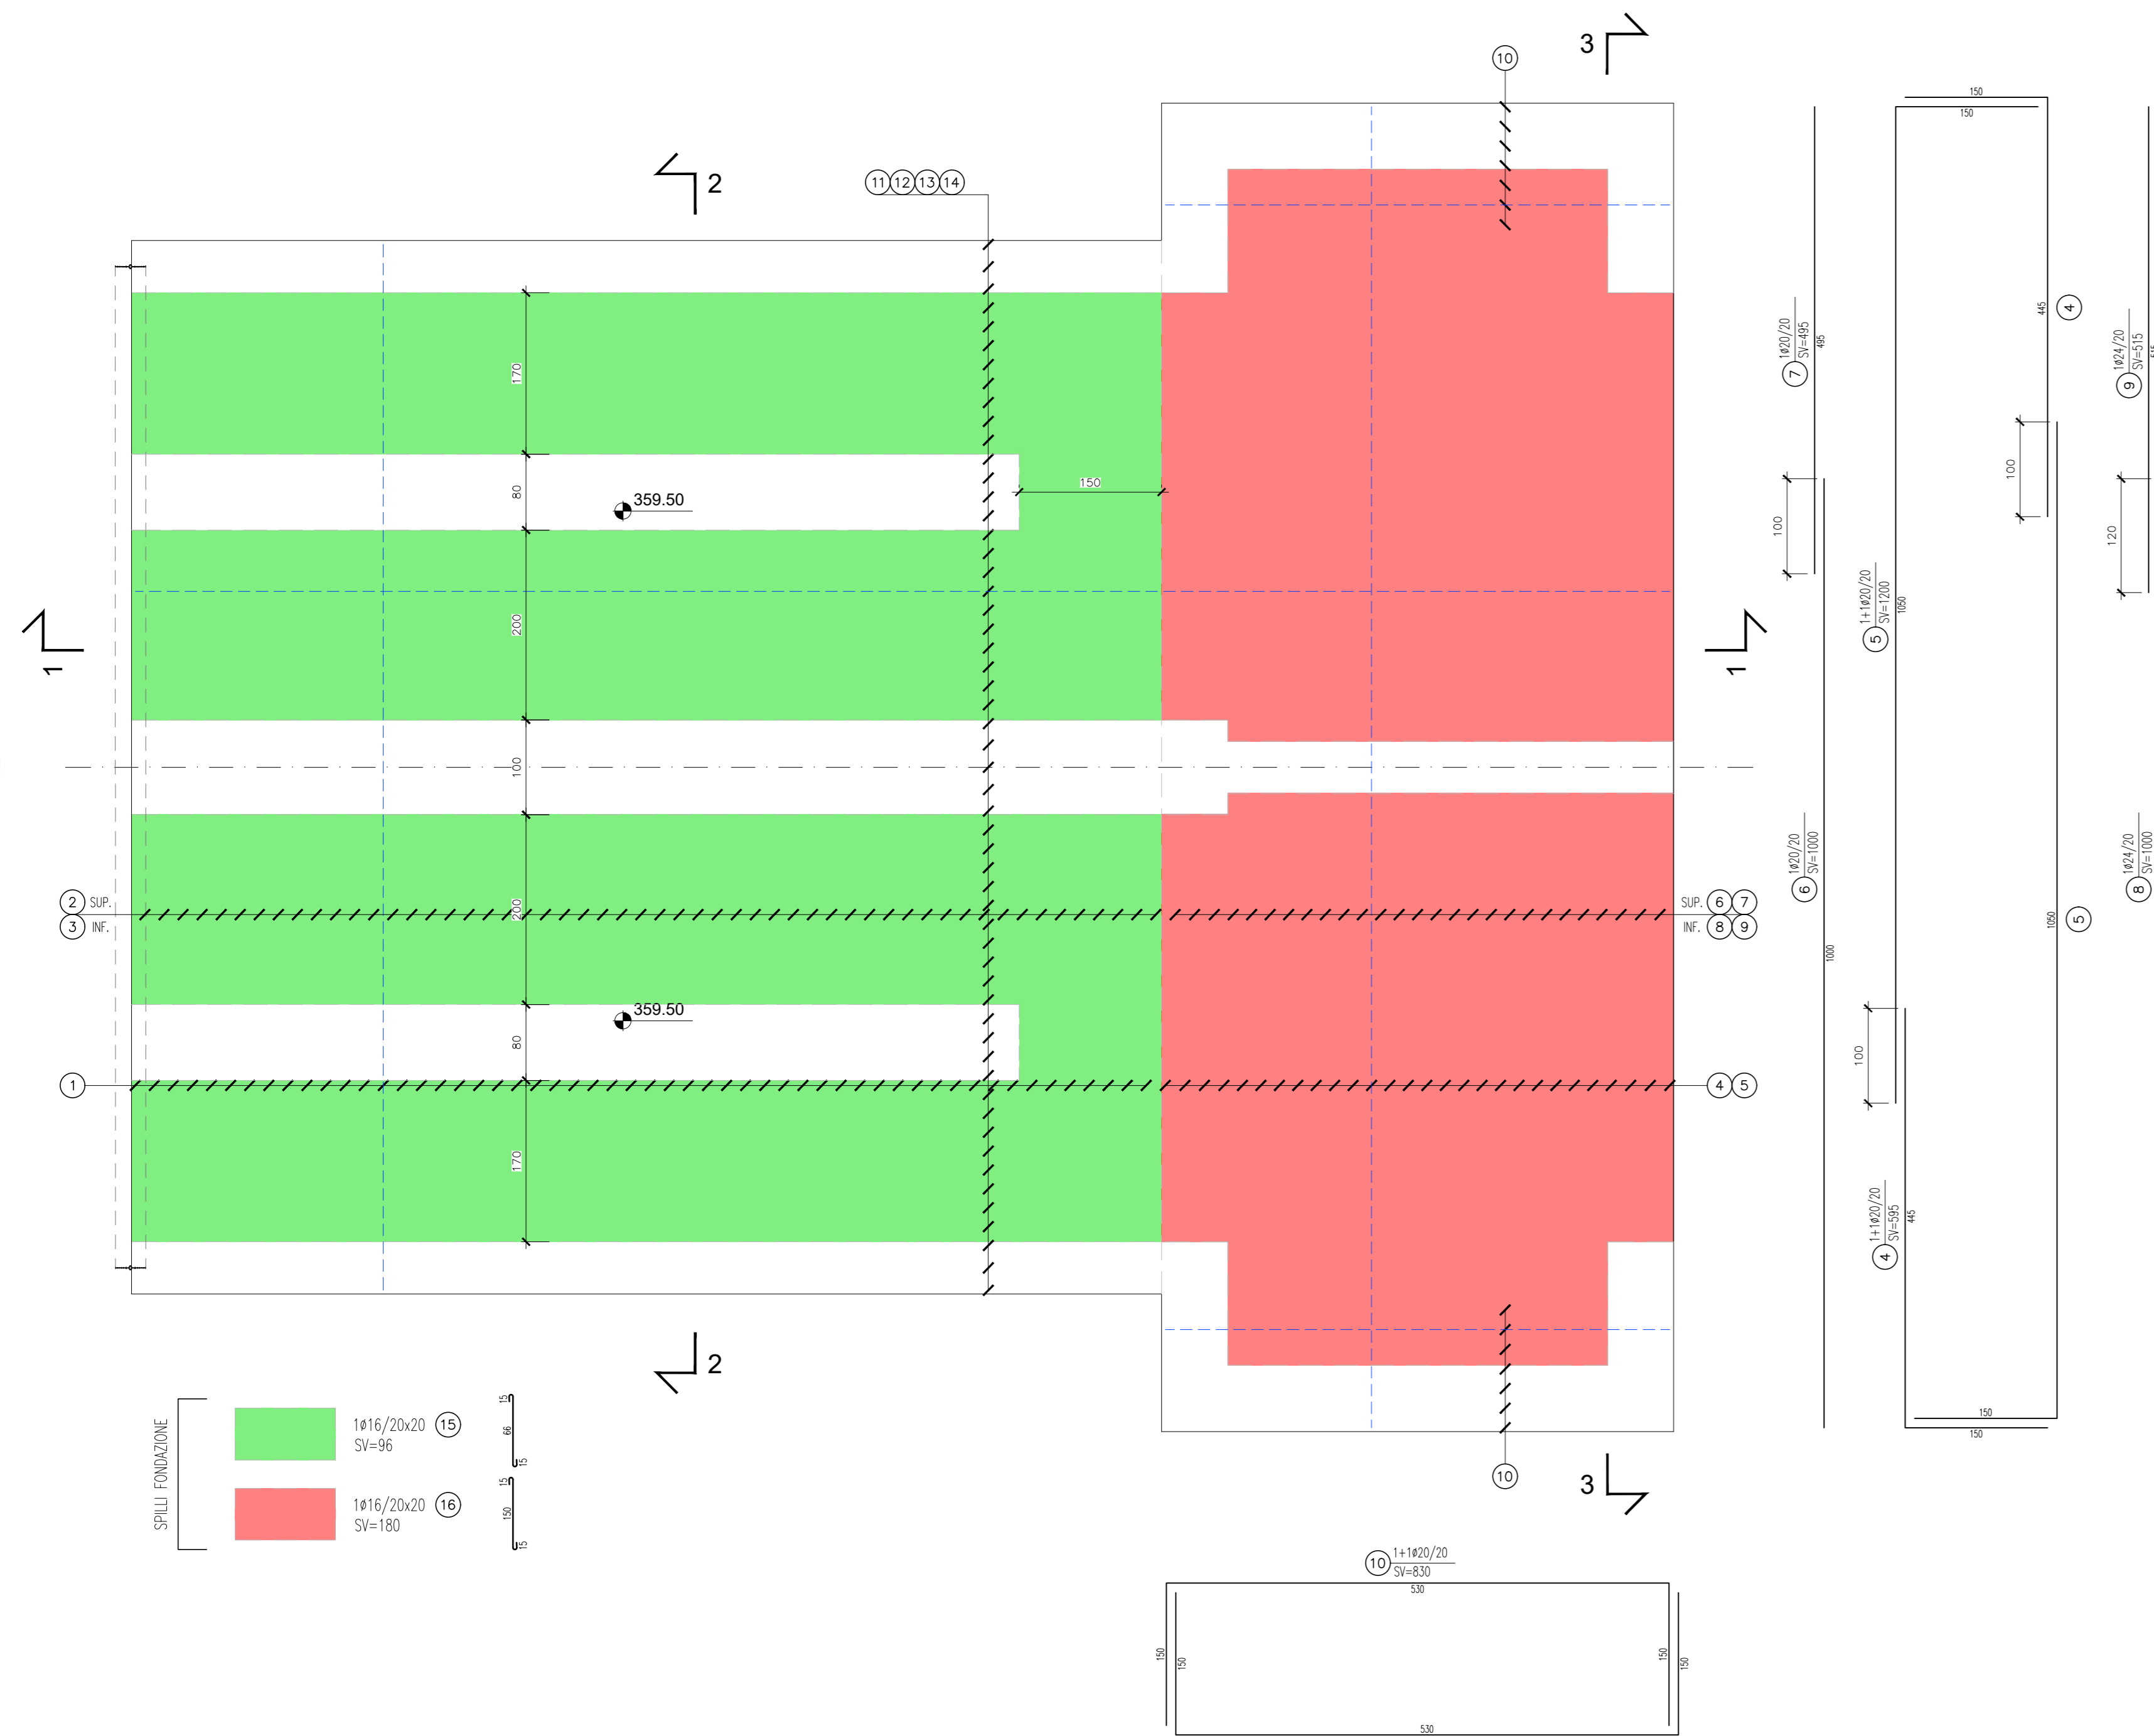 3
10
150
150
2
11 12 13 14
170
445
4
7
1ø20/20
SV=495
495
9
1ø24/20
SV=515
515
80
359.50
150
100
100
120
5
1+1ø20/20
SV=1200
1050
200
1
1
100
6
1ø20/20
SV=1000
1000
8
1ø24/20
SV=1000
2 SUP.
3 INF.
200
SUP. 6 7
INF. 8 9
1050
5
359.50
80
100
1
4 5
170
4
1+1ø20/20
SV=595
445
2
150
150
SPILLI FONDAZIONE
1ø16/20x20 15
SV=96
15
66
15
1ø16/20x20 16
SV=180
15
150
15
10
3
10 1+1ø20/20
SV=830
530
150
150
150
150
530